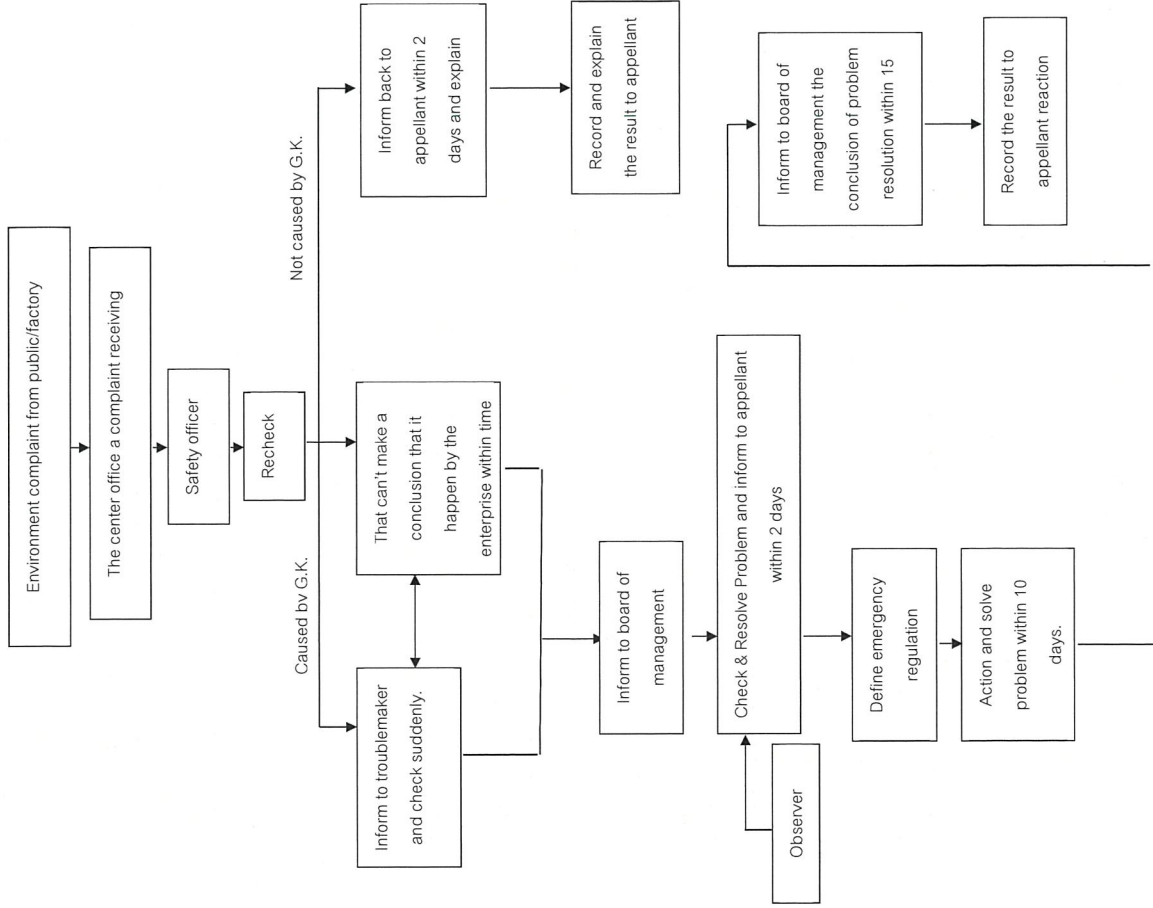 Environment complaint from public/factory
The center office a complaint receiving
Safety officer
Recheck
Caused by G.K.
Not caused by G.K.
Inform to troublemaker
and check suddenly.
That can't make a
conclusion that it
happen by the
enterprise within time
Inform back to
appellant within 2
days and explain
Record and explain
the result to appellant
Inform to board of
management
Observer
Check & Resolve Problem and inform to appellant
within 2 days
Define emergency
regulation
Action and solve
problem within 10
days.
Inform to board of
management the
conclusion of problem
resolution within 15
Record the result to
appellant reaction